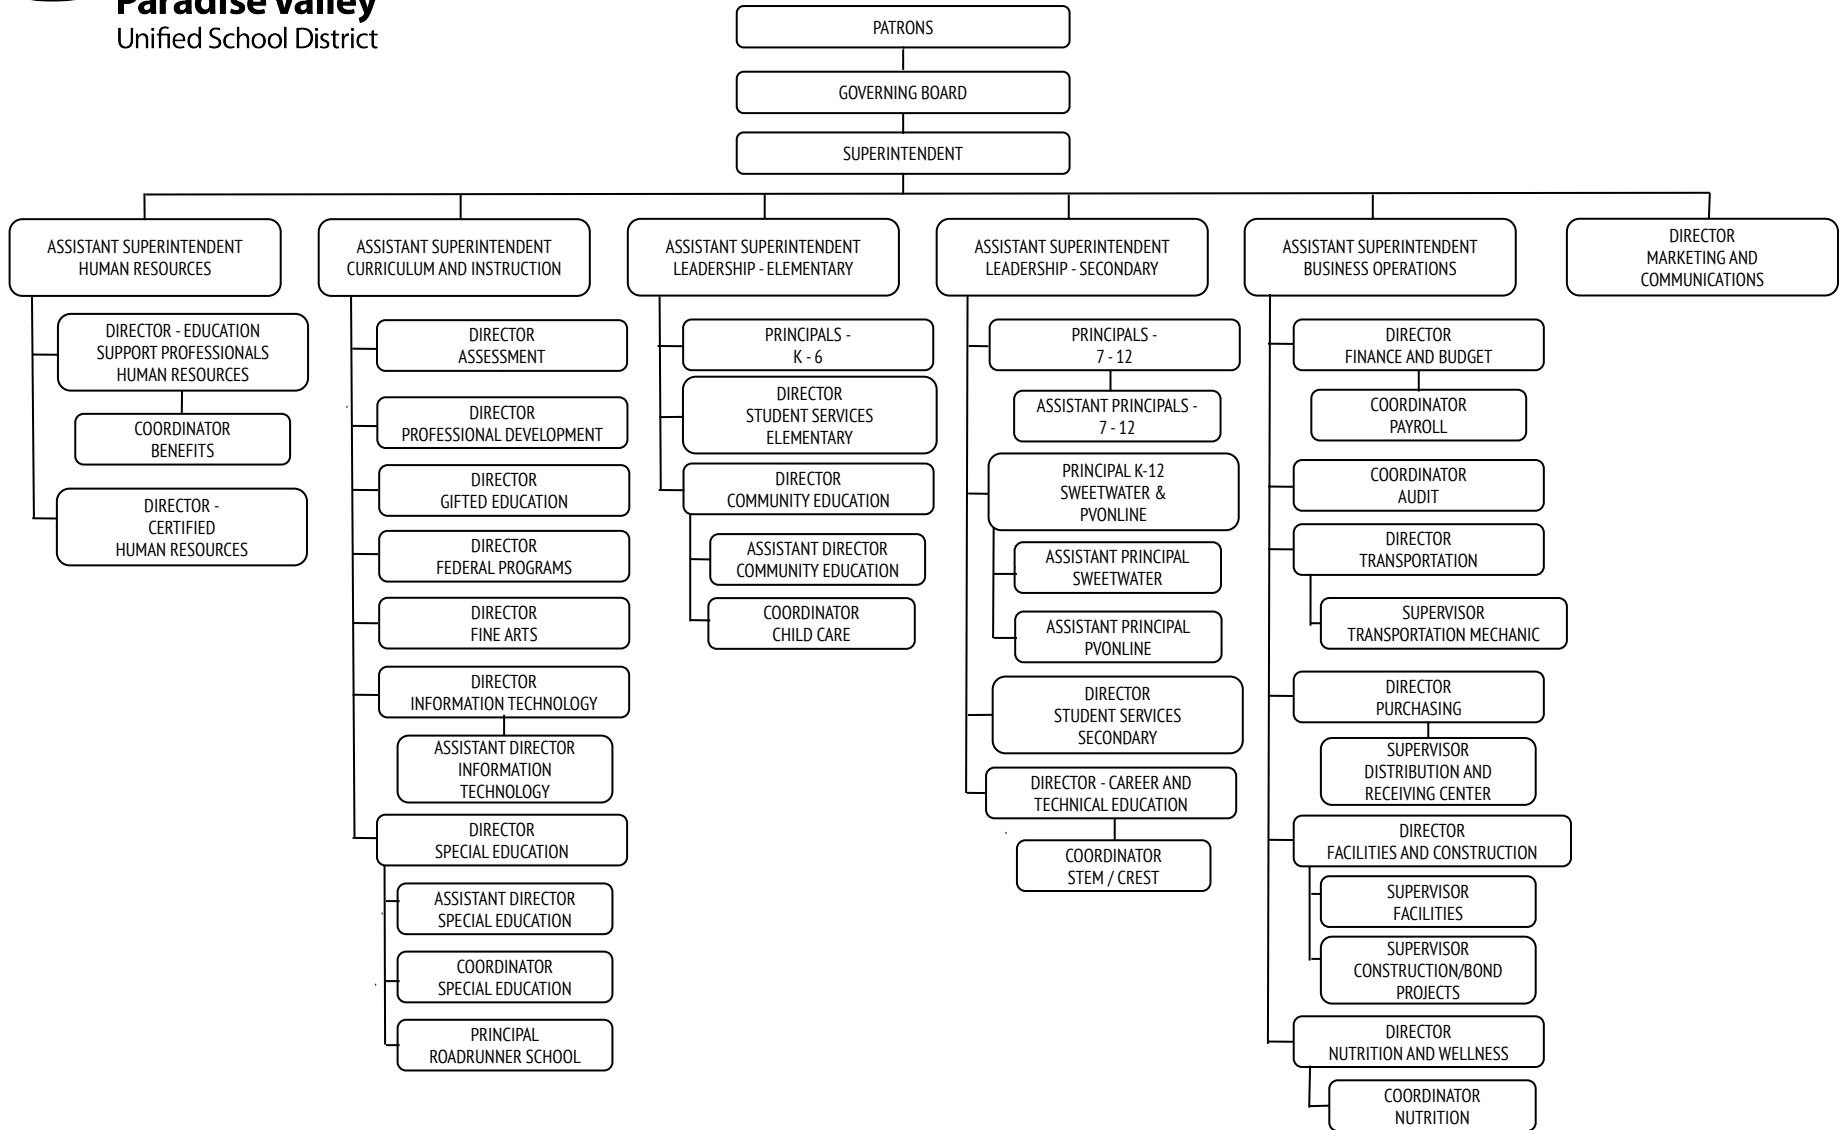 Paradise Valley
Unified School District
PATRONS
GOVERNING BOARD
SUPERINTENDENT
ASSISTANT SUPERINTENDENT
HUMAN RESOURCES
DIRECTOR - EDUCATION
SUPPORT PROFESSIONALS
HUMAN RESOURCES
COORDINATOR
BENEFITS
DIRECTOR -
CERTIFIED
HUMAN RESOURCES
ASSISTANT SUPERINTENDENT
CURRICULUM AND INSTRUCTION
DIRECTOR
ASSESSMENT
DIRECTOR
PROFESSIONAL DEVELOPMENT
DIRECTOR
GIFTED EDUCATION
DIRECTOR
FEDERAL PROGRAMS
DIRECTOR
FINE ARTS
DIRECTOR
INFORMATION TECHNOLOGY
ASSISTANT DIRECTOR
INFORMATION
TECHNOLOGY
DIRECTOR
SPECIAL EDUCATION
ASSISTANT DIRECTOR
SPECIAL EDUCATION
COORDINATOR
SPECIAL EDUCATION
PRINCIPAL
ROADRUNNER SCHOOL
ASSISTANT SUPERINTENDENT
LEADERSHIP - ELEMENTARY
PRINCIPALS -
K - 6
DIRECTOR
STUDENT SERVICES
ELEMENTARY
DIRECTOR
COMMUNITY EDUCATION
ASSISTANT DIRECTOR
COMMUNITY EDUCATION
COORDINATOR
CHILD CARE
ASSISTANT SUPERINTENDENT
LEADERSHIP - SECONDARY
PRINCIPALS -
7 - 12
ASSISTANT PRINCIPALS -
7 - 12
PRINCIPAL K-12
SWEETWATER &
PVONLINE
ASSISTANT PRINCIPAL
SWEETWATER
ASSISTANT PRINCIPAL
PVONLINE
DIRECTOR
STUDENT SERVICES
SECONDARY
DIRECTOR - CAREER AND
TECHNICAL EDUCATION
COORDINATOR
STEM / CREST
ASSISTANT SUPERINTENDENT
BUSINESS OPERATIONS
DIRECTOR
FINANCE AND BUDGET
COORDINATOR
PAYROLL
COORDINATOR
AUDIT
DIRECTOR
TRANSPORTATION
SUPERVISOR
TRANSPORTATION MECHANIC
DIRECTOR
PURCHASING
SUPERVISOR
DISTRIBUTION AND
RECEIVING CENTER
DIRECTOR
FACILITIES AND CONSTRUCTION
SUPERVISOR
FACILITIES
SUPERVISOR
CONSTRUCTION/BOND
PROJECTS
DIRECTOR
NUTRITION AND WELLNESS
COORDINATOR
NUTRITION
DIRECTOR
MARKETING AND
COMMUNICATIONS